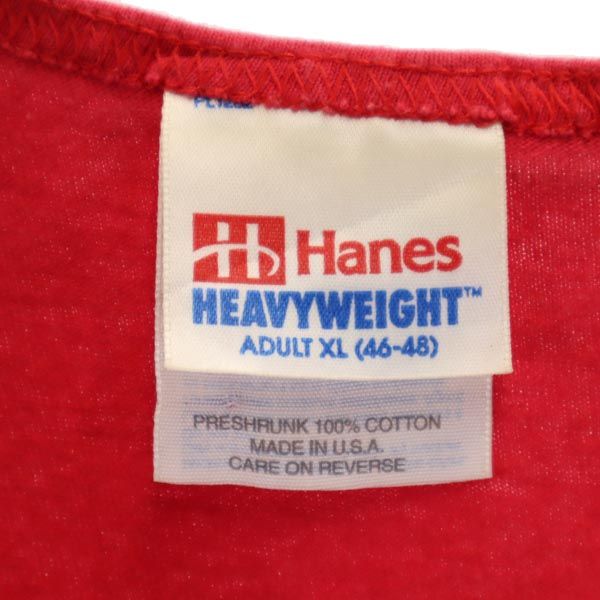 Hanes
HEAVYWEIGHT™
ADULT XL (46-48)
PRESHRUNK 100% COTTON
MADE IN U.S.A.
CARE ON REVERSE